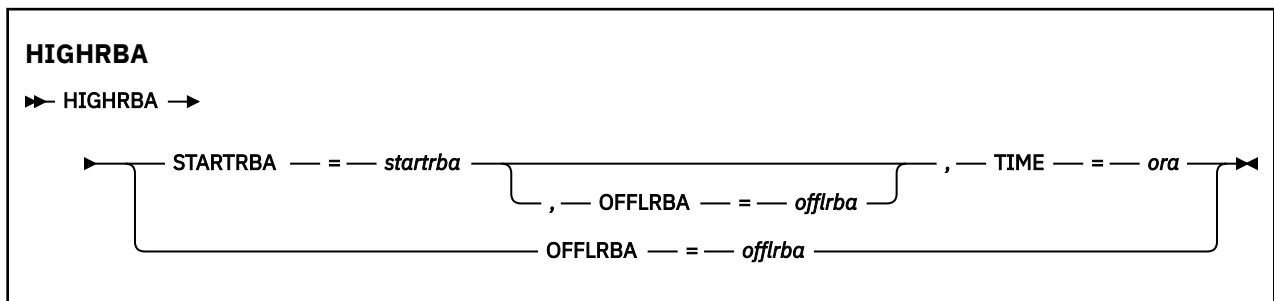 HIGHRBA
HIGHRBA
STARTRBA = startrba , TIME = ora
, OFFLRBA = offlrba
OFFLRBA = offlrba